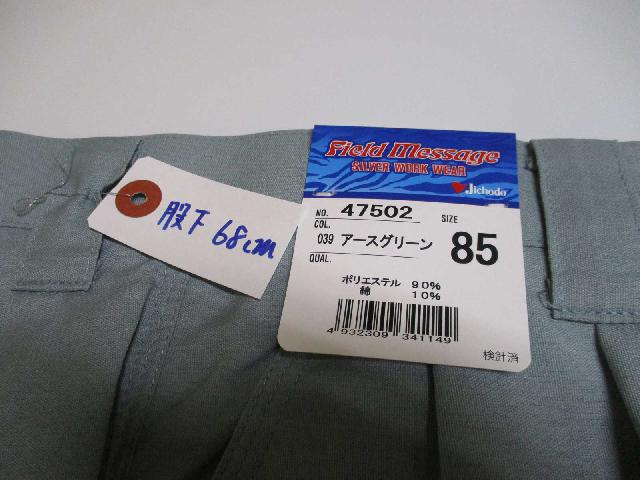 股下 68cm
Field Message
SILVER WORK WEAR
Jichodo
NO. 47502 SIZE
COL.
039 アースグリーン 85
QUAL.
ポリエステル 90%
綿 10%
4 932309 341149
検針済